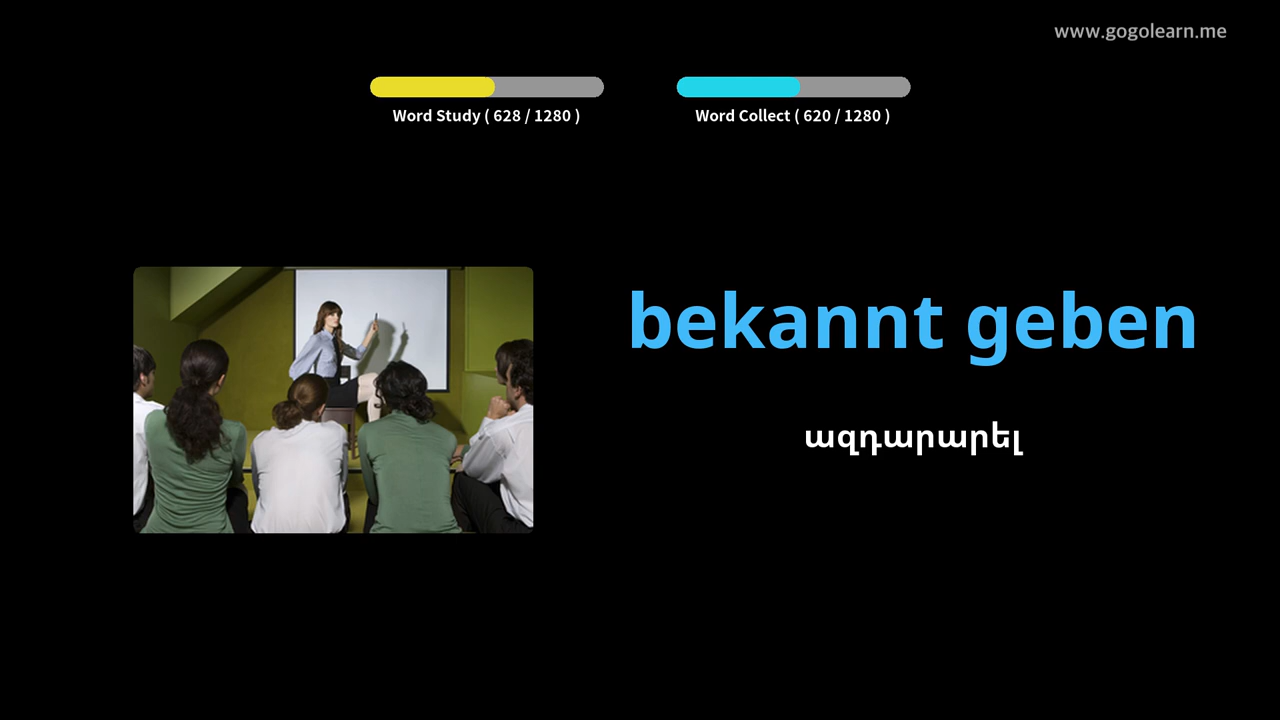 www.gogolearn.me
Word Study ( 628 / 1280 )
Word Collect ( 620 / 1280 )
bekannt geben
ազդարարել